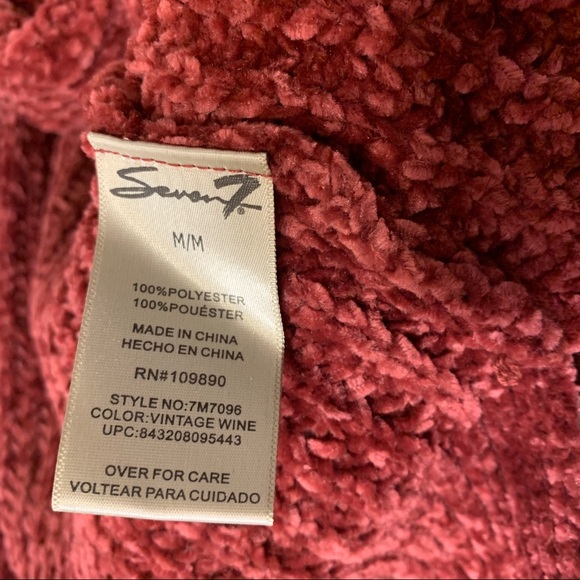 Seven7®
M/M
100%POLYESTER
100%POUÉSTER
MADE IN CHINA
HECHO EN CHINA
RN#109890
STYLE NO:7M7096
COLOR:VINTAGE WINE
UPC:843208095443
OVER FOR CARE
VOLTEAR PARA CUIDADO